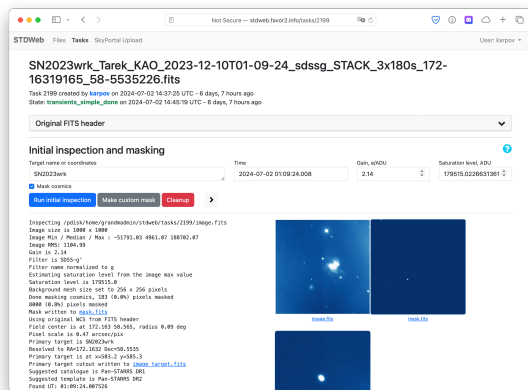 Not Secure — stdweb.favor2.info/tasks/2199
STDWeb Files Tasks SkyPortal Upload User: karpov
SN2023wrk_Tarek_KAO_2023-12-10T01-09-24_sdssg_STACK_3x180s_172-
16319165_58-5535226.fits
Task 2199 created by karpov on 2024-07-02 14:37:25 UTC - 6 days, 7 hours ago
State: transients_simple_done on 2024-07-02 14:45:19 UTC - 6 days, 7 hours ago
Original FITS header
Initial inspection and masking
?
Target name or coordinates Time Gain, e/ADU Saturation level, ADU
SN2023wrk 2024-07-02 01:09:24.008 2.14 179515.0226631361
Mask cosmics
Run initial inspection Make custom mask Cleanup
Inspecting /pdisk/home/grandmadmin/stdweb/tasks/2199/image.fits
Image size is 1000 x 1000
Image Min / Median / Max : -51791.03 4961.07 188702.07
Image RMS: 1104.99
Gain is 2.14
Filter is SDSS-g'
Filter name normalized to g
Estimating saturation level from the image max value
Saturation level is 179515.0
Background mesh size set to 256 x 256 pixels
Done masking cosmics, 183 (0.0%) pixels masked
8000 (0.8%) pixels masked
Mask written to mask.fits
Using original WCS from FITS header
Field center is at 172.163 58.565, radius 0.09 deg
Pixel scale is 0.47 arcsec/pix
Primary target is SN2023wrk
Resolved to RA=172.1632 Dec=58.5535
Primary target is at x=503.2 y=585.3
Primary target cutout written to image_target.fits
Suggested catalogue is Pan-STARRS DR1
Suggested template is Pan-STARRS DR2
Found UT: 01:09:24.007526
image.fits mask.fits